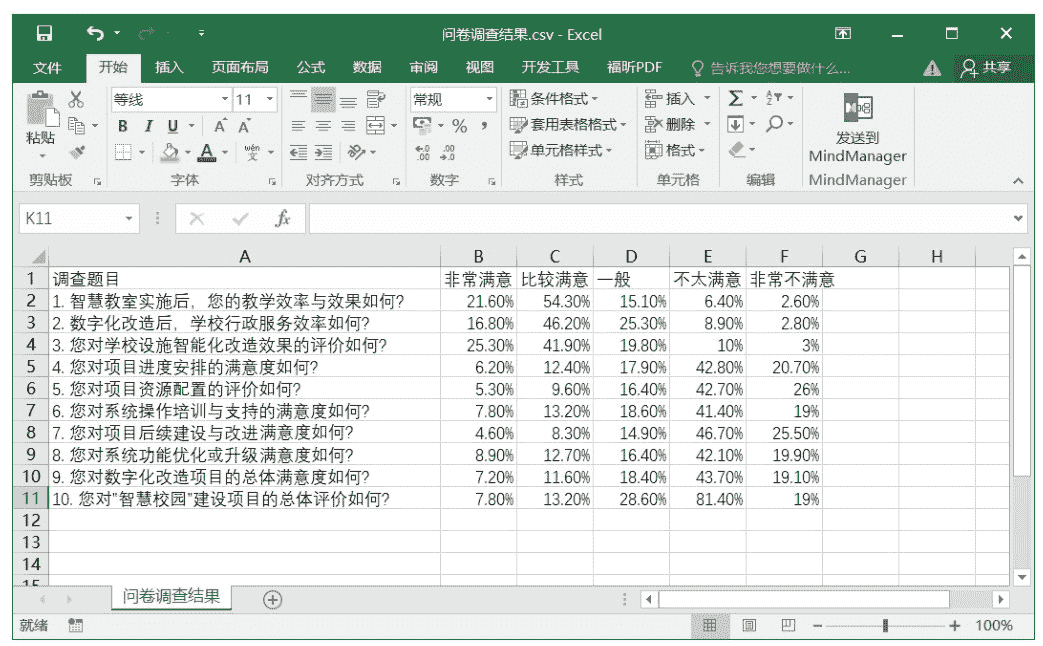 问卷调查结果.csv - Excel
文件 开始 插入 页面布局 公式 数据 审阅 视图 开发工具 福昕PDF 告诉我您想要做什么... 共享
等线 11 常规 条件格式 插入
粘贴 B I U A A % , 套用表格格式 删除 发送到
A wén 文 单元格样式 格式 MindManager
剪贴板 字体 对齐方式 数字 样式 单元格 编辑 MindManager
K11 fx
A B C D E F G H
1 调查题目 非常满意 比较满意 一般 不太满意 非常不满意
2 1. 智慧教室实施后，您的教学效率与效果如何? 21.60% 54.30% 15.10% 6.40% 2.60%
3 2. 数字化改造后，学校行政服务效率如何? 16.80% 46.20% 25.30% 8.90% 2.80%
4 3. 您对学校设施智能化改造效果的评价如何? 25.30% 41.90% 19.80% 10% 3%
5 4. 您对项目进度安排的满意度如何? 6.20% 12.40% 17.90% 42.80% 20.70%
6 5. 您对项目资源配置的评价如何? 5.30% 9.60% 16.40% 42.70% 26%
7 6. 您对系统操作培训与支持的满意度如何? 7.80% 13.20% 18.60% 41.40% 19%
8 7. 您对项目后续建设与改进满意度如何? 4.60% 8.30% 14.90% 46.70% 25.50%
9 8. 您对系统功能优化或升级满意度如何? 8.90% 12.70% 16.40% 42.10% 19.90%
10 9. 您对数字化改造项目的总体满意度如何? 7.20% 11.60% 18.40% 43.70% 19.10%
11 10. 您对"智慧校园"建设项目的总体评价如何? 7.80% 13.20% 28.60% 81.40% 19%
12
13
14
15
问卷调查结果
就绪 100%